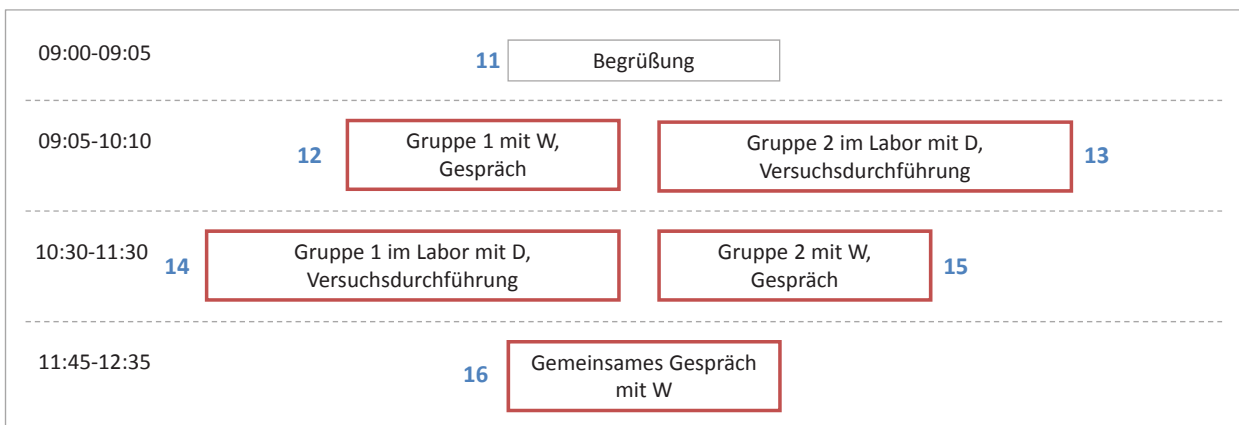 09:00-09:05
11
Begrüßung
09:05-10:10
12
Gruppe 1 mit W,
Gespräch
Gruppe 2 im Labor mit D,
Versuchsdurchführung
13
10:30-11:30
14
Gruppe 1 im Labor mit D,
Versuchsdurchführung
Gruppe 2 mit W,
Gespräch
15
11:45-12:35
16
Gemeinsames Gespräch
mit W